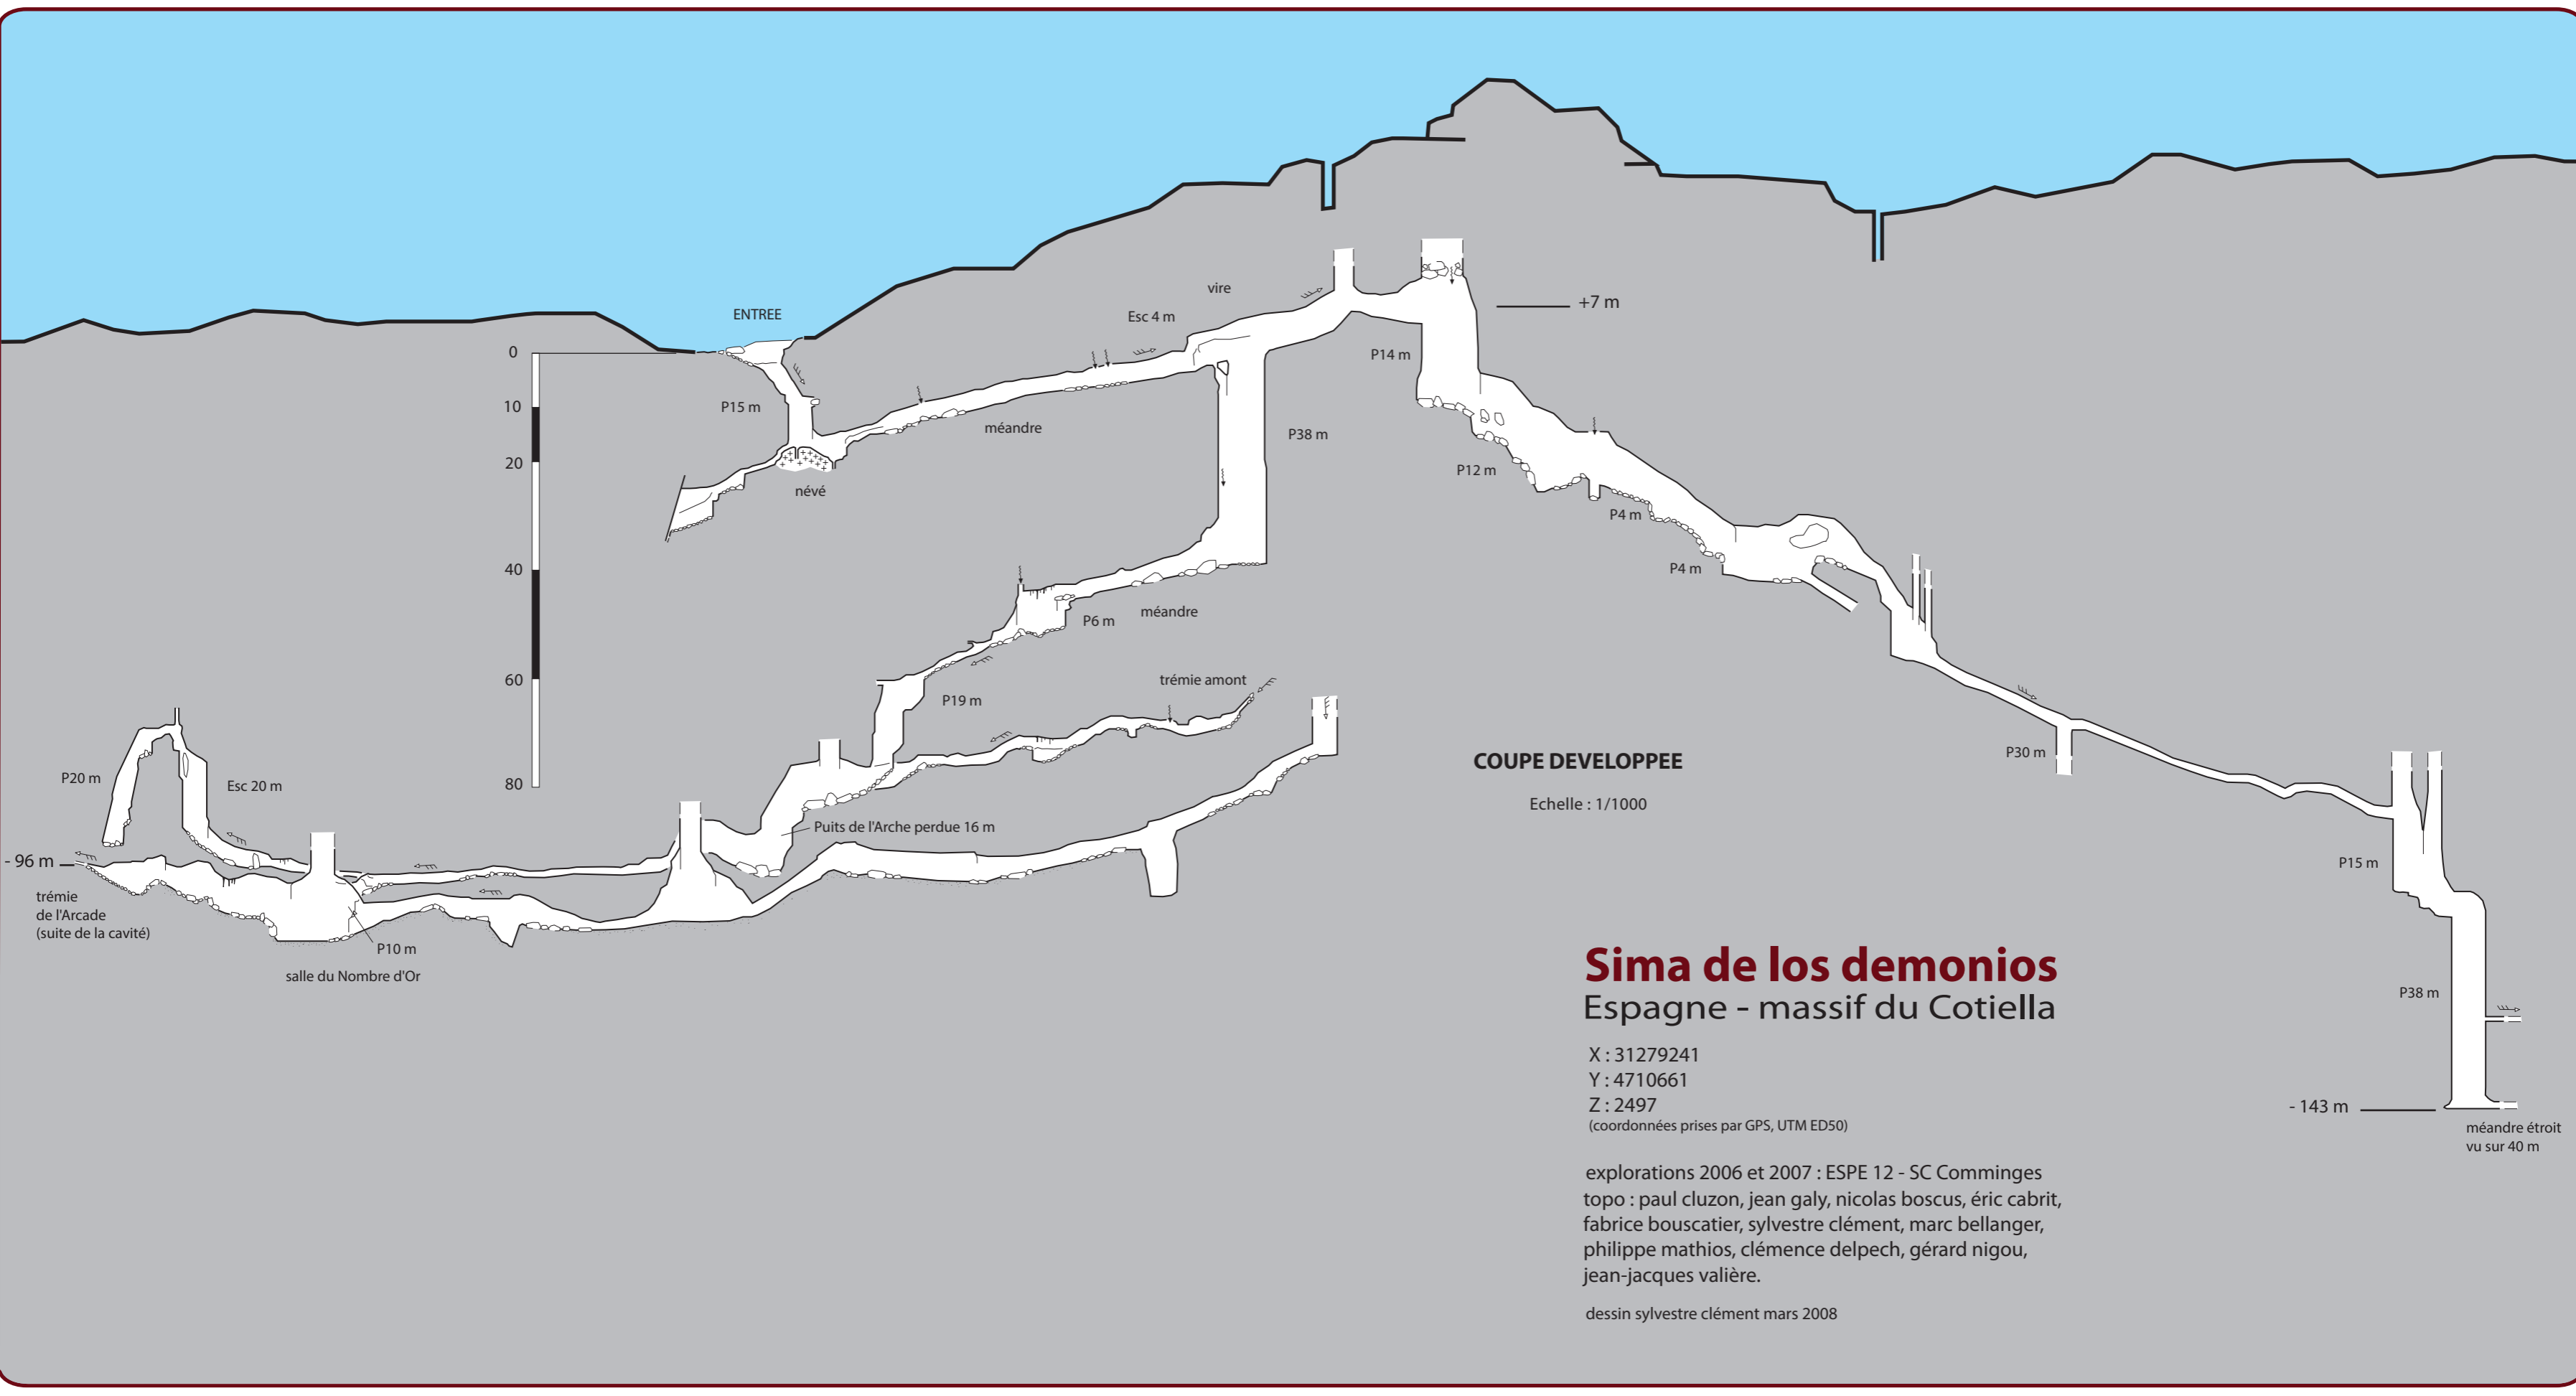 ENTREE
vire
Esc 4 m
+7 m
0
10
20
40
60
80
P15 m
méandre
névé
P38 m
P14 m
P12 m
P4 m
P4 m
P6 m
méandre
P19 m
trémie amont
P30 m
P20 m
Esc 20 m
Puits de l'Arche perdue 16 m
- 96 m
trémie
de l'Arcade
(suite de la cavité)
P10 m
salle du Nombre d'Or
P15 m
P38 m
- 143 m
méandre étroit
vu sur 40 m
COUPE DEVELOPPEE
Echelle : 1/1000
Sima de los demonios
Espagne - massif du Cotiella
X : 31279241
Y : 4710661
Z : 2497
(coordonnées prises par GPS, UTM ED50)
explorations 2006 et 2007 : ESPE 12 - SC Comminges
topo : paul cluzon, jean galy, nicolas boscus, éric cabrit,
fabrice bouscatier, sylvestre clément, marc bellanger,
philippe mathios, clémence delpech, gérard nigou,
jean-jacques valière.
dessin sylvestre clément mars 2008